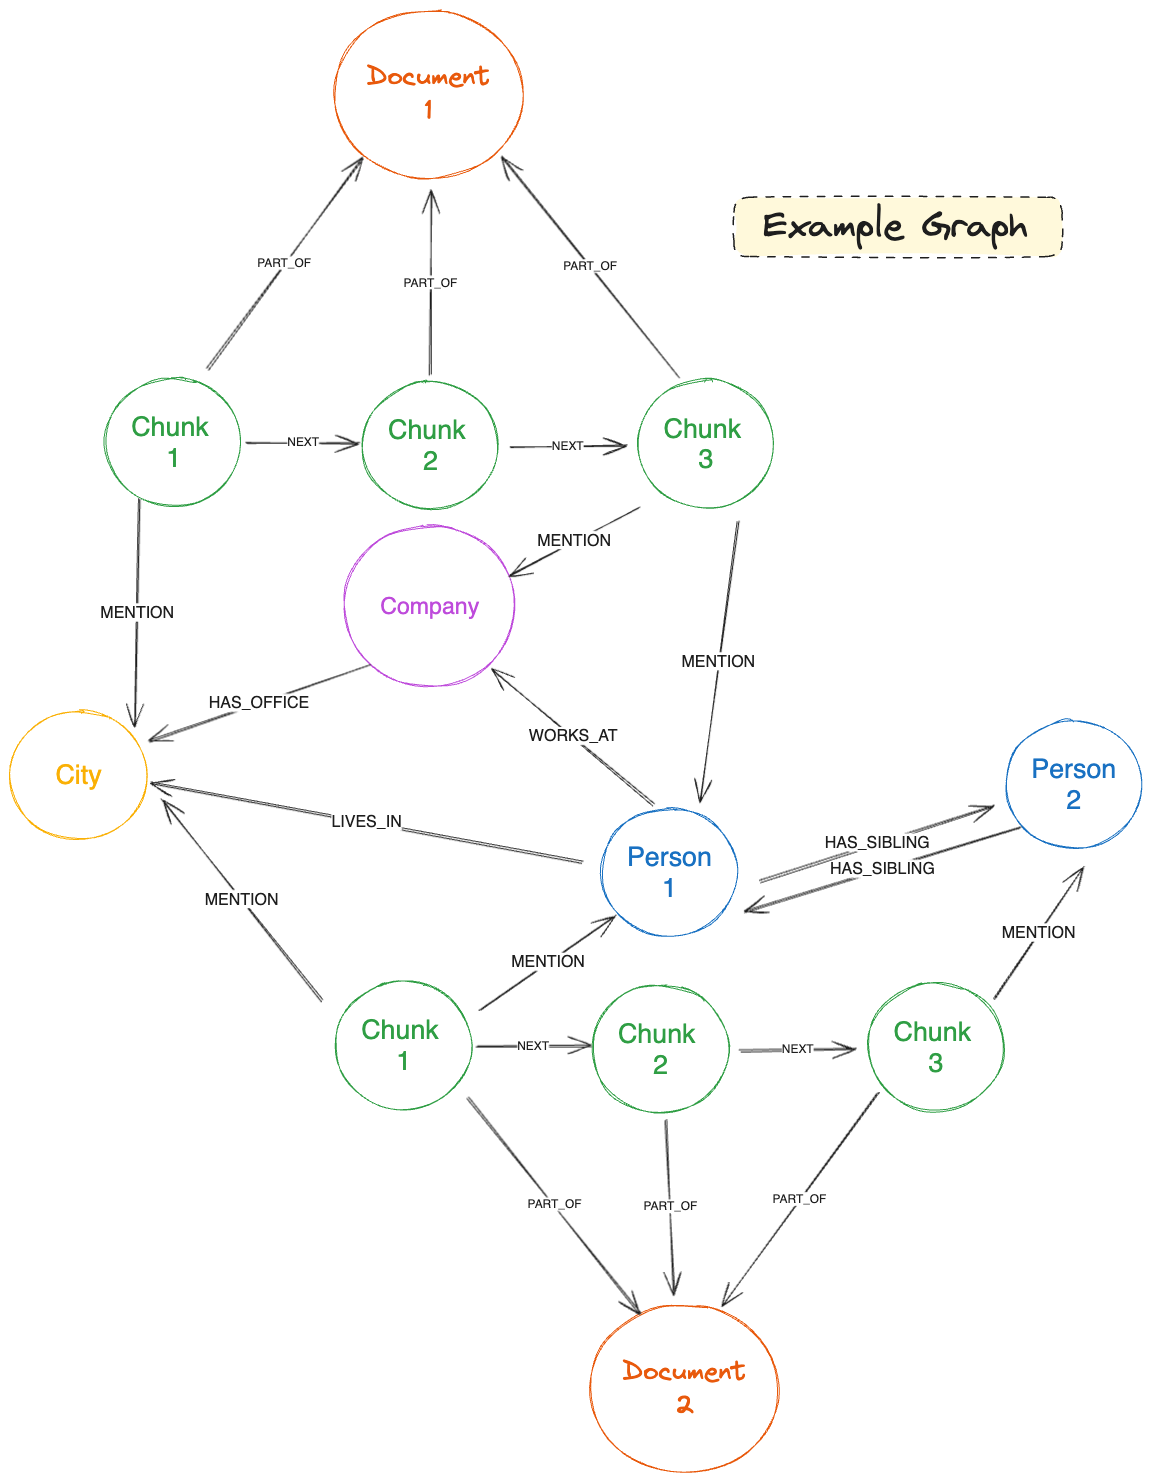 Document
1
Example Graph
PART_OF
PART_OF
PART_OF
Chunk
1
NEXT
Chunk
2
NEXT
Chunk
3
MENTION
Company
MENTION
MENTION
HAS_OFFICE
WORKS_AT
City
Person
2
LIVES_IN
HAS_SIBLING
HAS_SIBLING
Person
1
MENTION
MENTION
MENTION
Chunk
1
NEXT
Chunk
2
NEXT
Chunk
3
PART_OF
PART_OF
PART_OF
Document
2